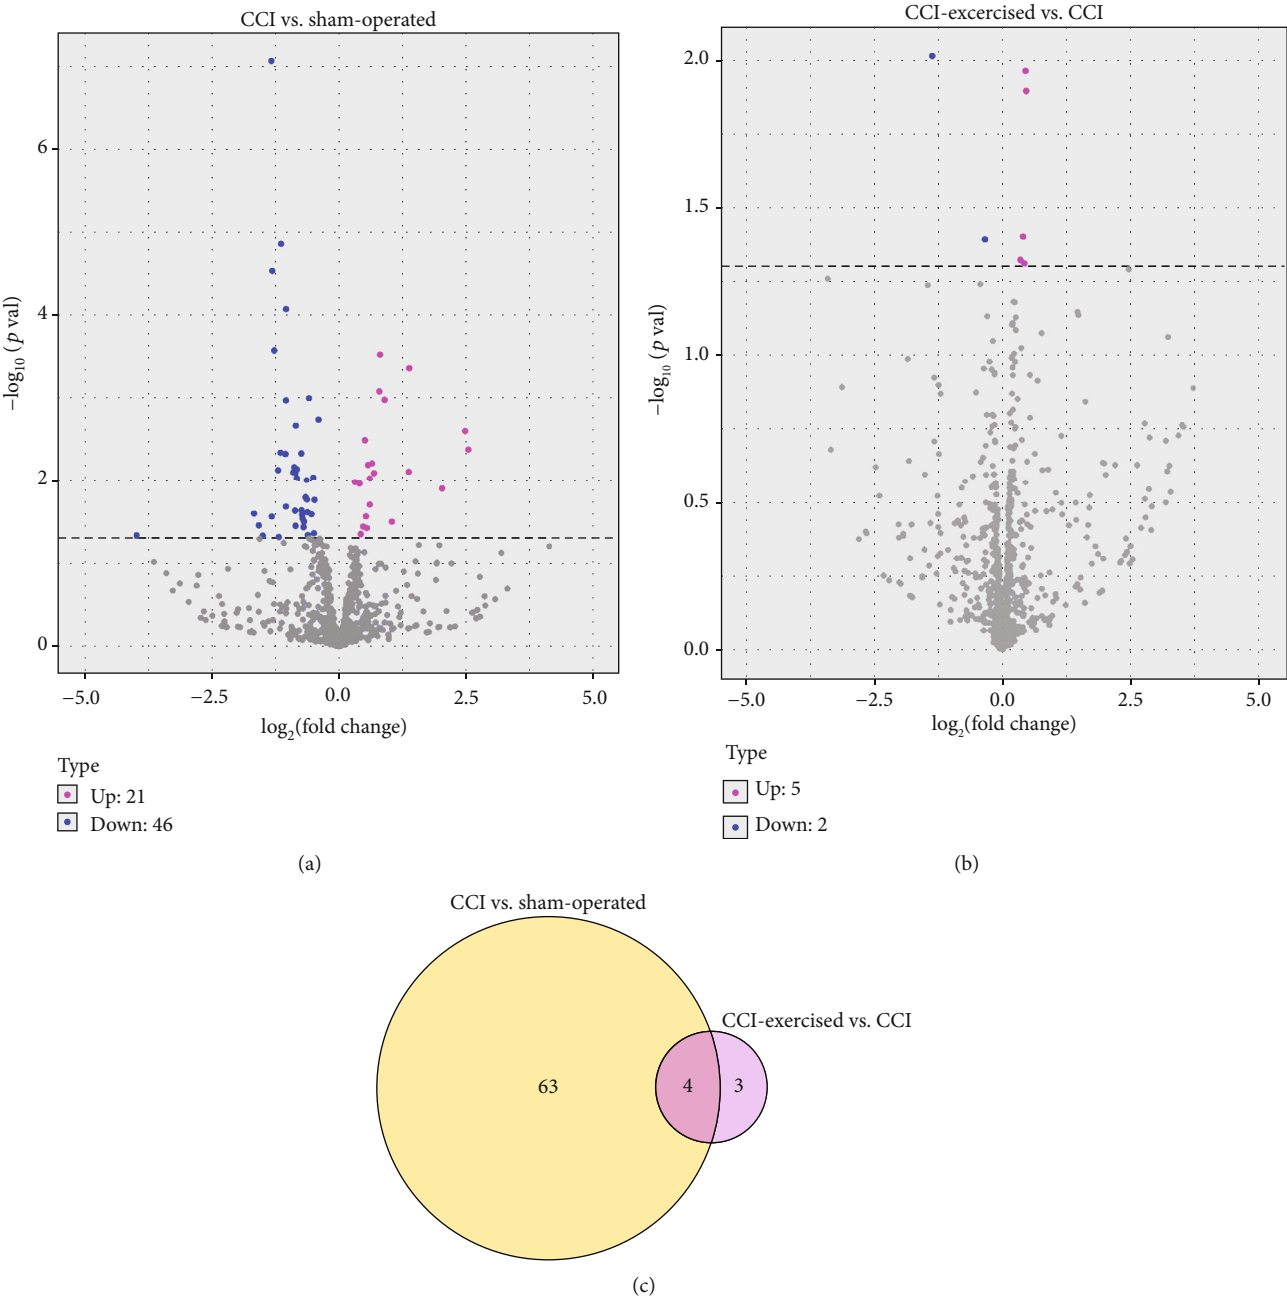 CCI vs. sham-operated
6
4
2
0
−log10 (p val)
−5.0 −2.5 0.0 2.5 5.0
log2(fold change)
Type
Up: 21
Down: 46
(a)
CCI-excercised vs. CCI
2.0
1.5
1.0
0.5
0.0
−log10 (p val)
−5.0 −2.5 0.0 2.5 5.0
log2(fold change)
Type
Up: 5
Down: 2
(b)
CCI vs. sham-operated
CCI-exercised vs. CCI
63 4 3
(c)